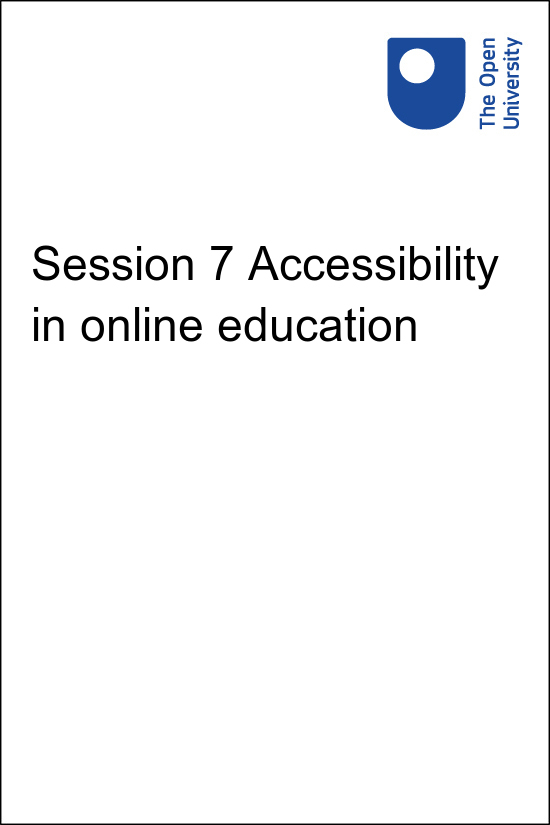 The Open
University
Session 7 Accessibility
in online education